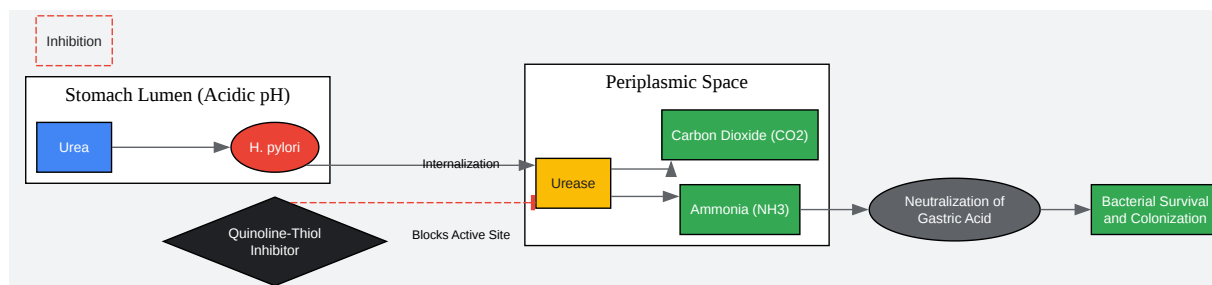 Inhibition
Stomach Lumen (Acidic pH)
Urea
H. pylori
Internalization
Quinoline-Thiol
Inhibitor
Blocks Active Site
Periplasmic Space
Carbon Dioxide (CO2)
Urease
Ammonia (NH3)
Neutralization of
Gastric Acid
Bacterial Survival
and Colonization